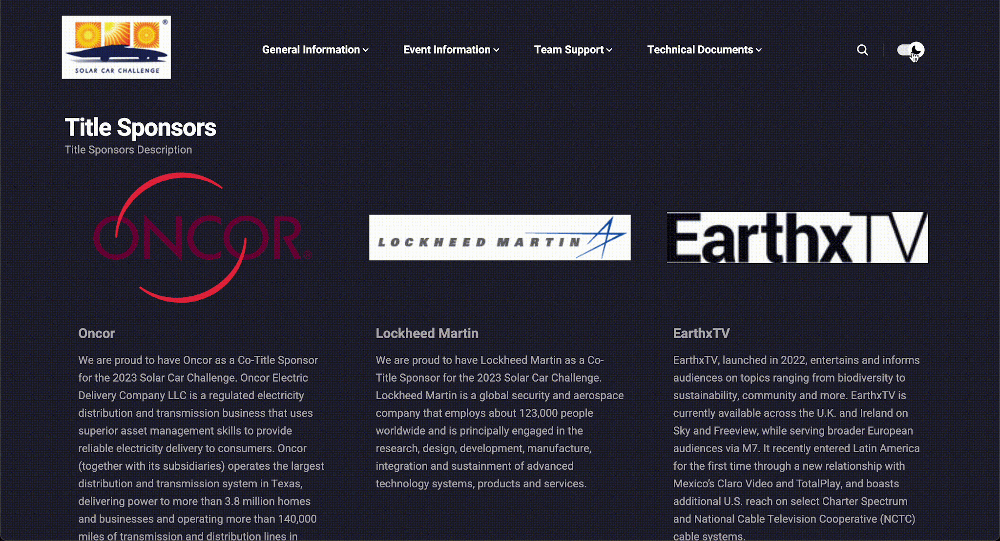 ®
SOLAR CAR CHALLENGE
General Information
Event Information
Team Support
Technical Documents
Title Sponsors
Title Sponsors Description
ONCOR®
LOCKHEED MARTIN
EarthxTV
Oncor
We are proud to have Oncor as a Co-Title Sponsor
for the 2023 Solar Car Challenge. Oncor Electric
Delivery Company LLC is a regulated electricity
distribution and transmission business that uses
superior asset management skills to provide
reliable electricity delivery to consumers. Oncor
(together with its subsidiaries) operates the largest
distribution and transmission system in Texas,
delivering power to more than 3.8 million homes
and businesses and operating more than 140,000
miles of transmission and distribution lines in
Lockheed Martin
We are proud to have Lockheed Martin as a Co-
Title Sponsor for the 2023 Solar Car Challenge.
Lockheed Martin is a global security and aerospace
company that employs about 123,000 people
worldwide and is principally engaged in the
research, design, development, manufacture,
integration and sustainment of advanced
technology systems, products and services.
EarthxTV
EarthxTV, launched in 2022, entertains and informs
audiences on topics ranging from biodiversity to
sustainability, community and more. EarthxTV is
currently available across the U.K. and Ireland on
Sky and Freeview, while serving broader European
audiences via M7. It recently entered Latin America
for the first time through a new relationship with
Mexico’s Claro Video and TotalPlay, and boasts
additional U.S. reach on select Charter Spectrum
and National Cable Television Cooperative (NCTC)
cable systems.